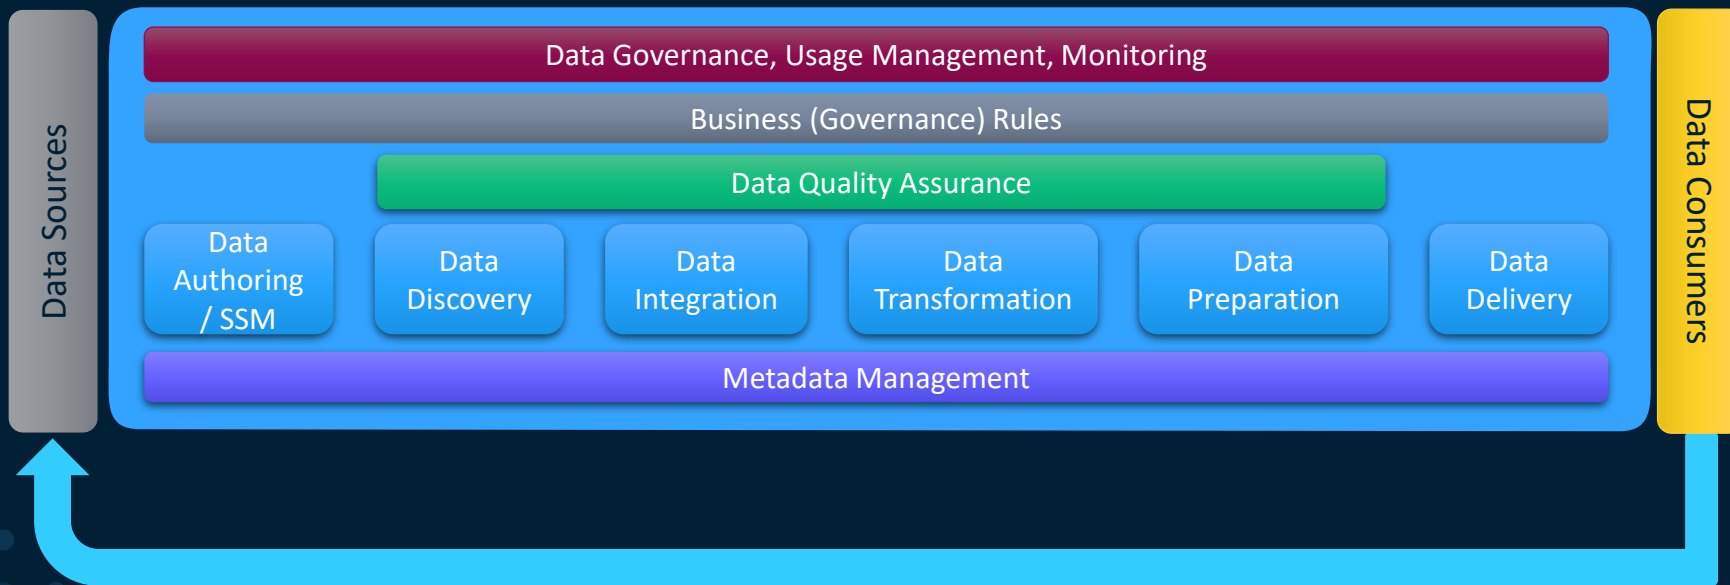 Data Sources
Data Governance, Usage Management, Monitoring
Business (Governance) Rules
Data Quality Assurance
Data
Authoring
/ SSM
Data
Discovery
Data
Integration
Data
Transformation
Data
Preparation
Data
Delivery
Metadata Management
Data Consumers